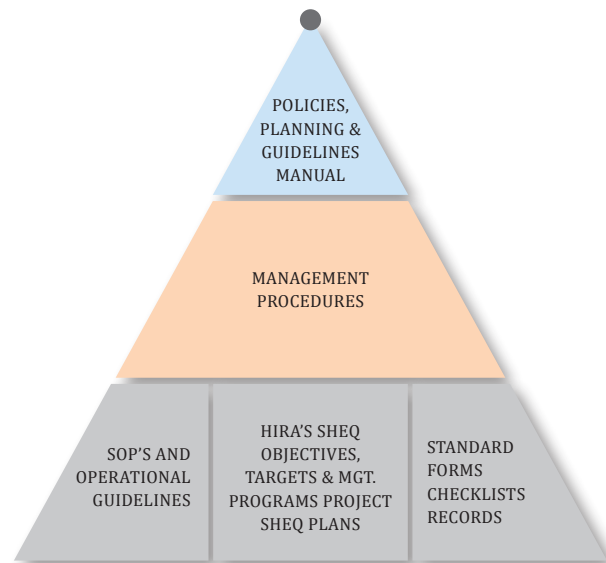 POLICIES,
PLANNING &
GUIDELINES
MANUAL
MANAGEMENT
PROCEDURES
SOP'S AND
OPERATIONAL
GUIDELINES
HIRA'S SHEQ
OBJECTIVES,
TARGETS & MGT.
PROGRAMS PROJECT
SHEQ PLANS
STANDARD
FORMS
CHECKLISTS
RECORDS